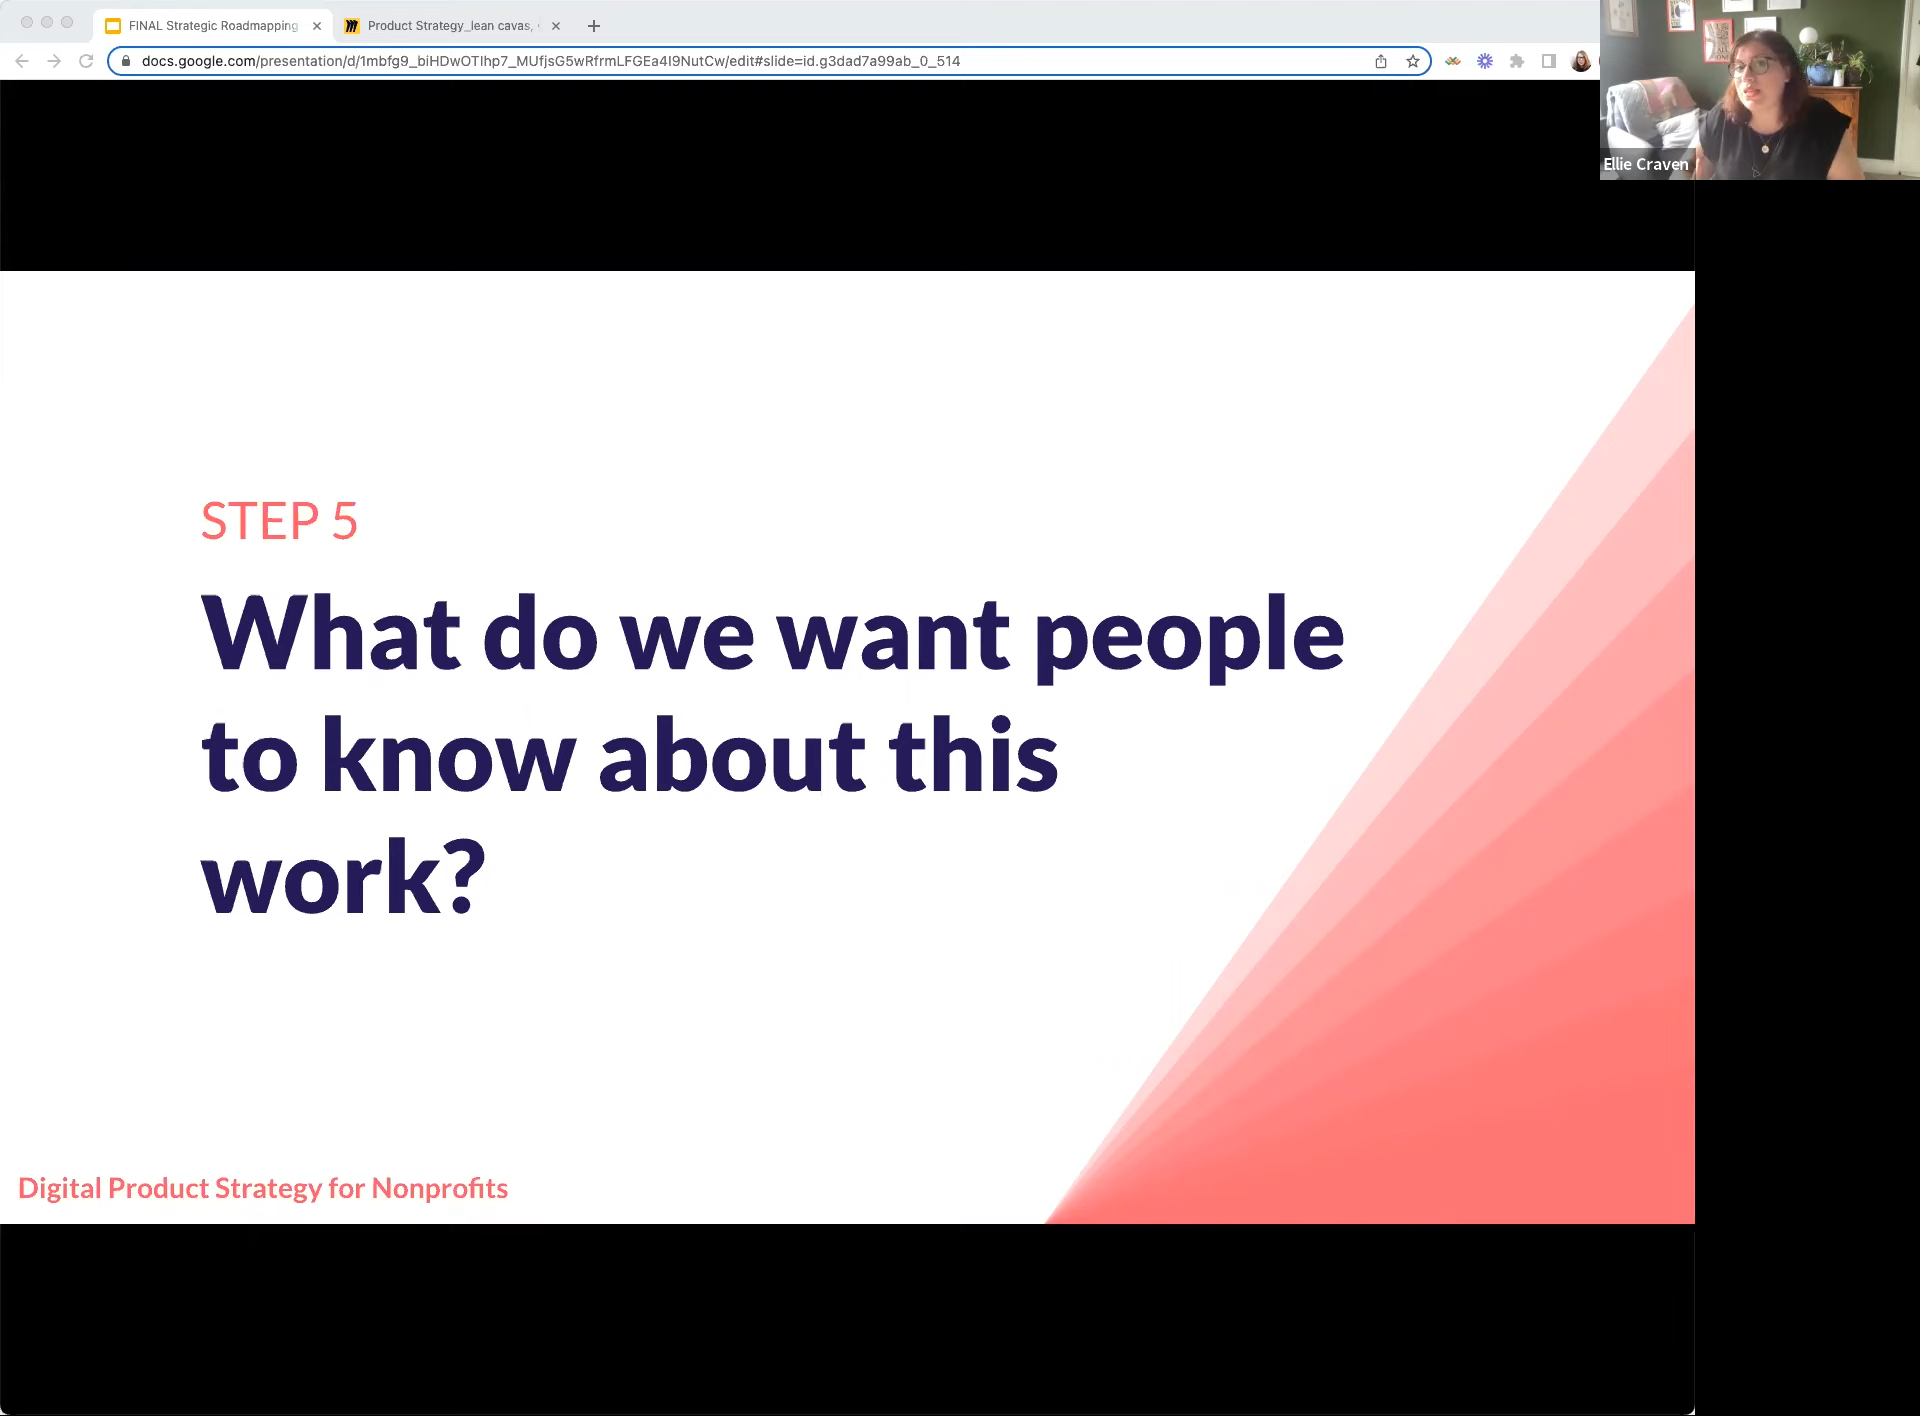 FINAL Strategic Roadmapping
Product Strategy_lean cavas,
docs.google.com/presentation/d/1mbfg9_biHDwOTIhp7_MUfjsG5wRfrmLFGEa4I9NutCw/edit#slide=id.g3dad7a99ab_0_514
Ellie Craven
STEP 5
What do we want people
to know about this
work?
Digital Product Strategy for Nonprofits